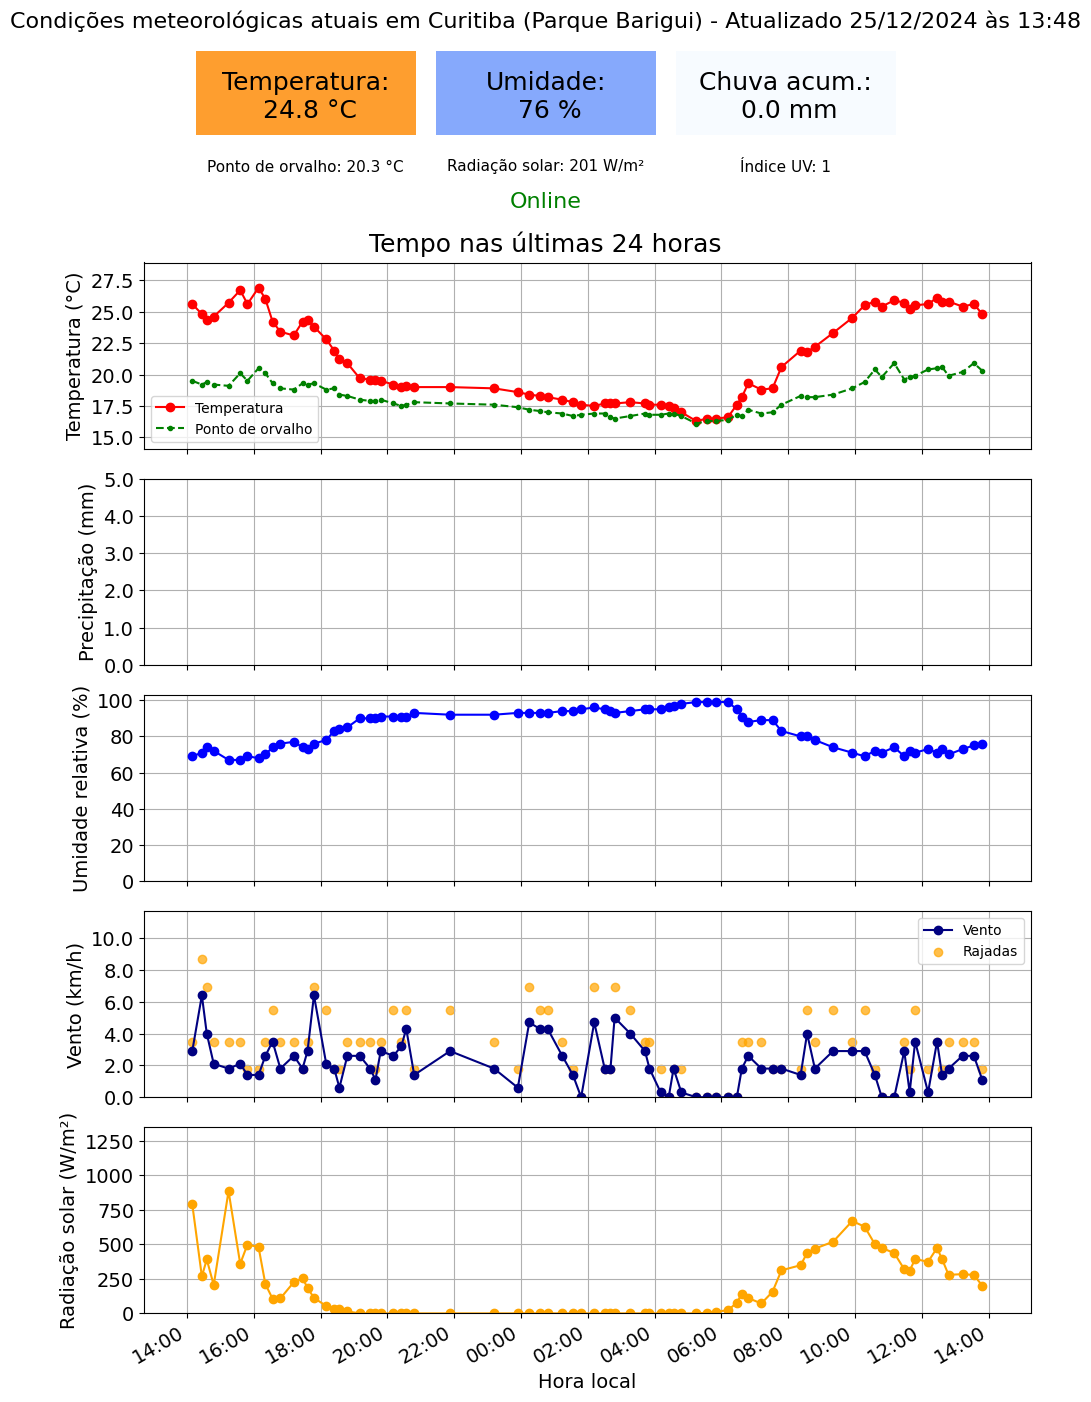 Condições meteorológicas atuais em Curitiba (Parque Barigui) - Atualizado 25/12/2024 às 13:48
Temperatura:
24.8 °C
Umidade:
76 %
Chuva acum.:
0.0 mm
Ponto de orvalho: 20.3 °C
Radiação solar: 201 W/m²
Índice UV: 1
Online
Tempo nas últimas 24 horas
Temperatura (°C)
27.5
25.0
22.5
20.0
17.5
15.0
Temperatura
Ponto de orvalho
Precipitação (mm)
5.0
4.0
3.0
2.0
1.0
0.0
Umidade relativa (%)
100
80
60
40
20
0
Vento (km/h)
10.0
8.0
6.0
4.0
2.0
0.0
Vento
Rajadas
Radiação solar (W/m²)
1250
1000
750
500
250
0
14:00
16:00
18:00
20:00
22:00
00:00
02:00
04:00
06:00
08:00
10:00
12:00
14:00
Hora local